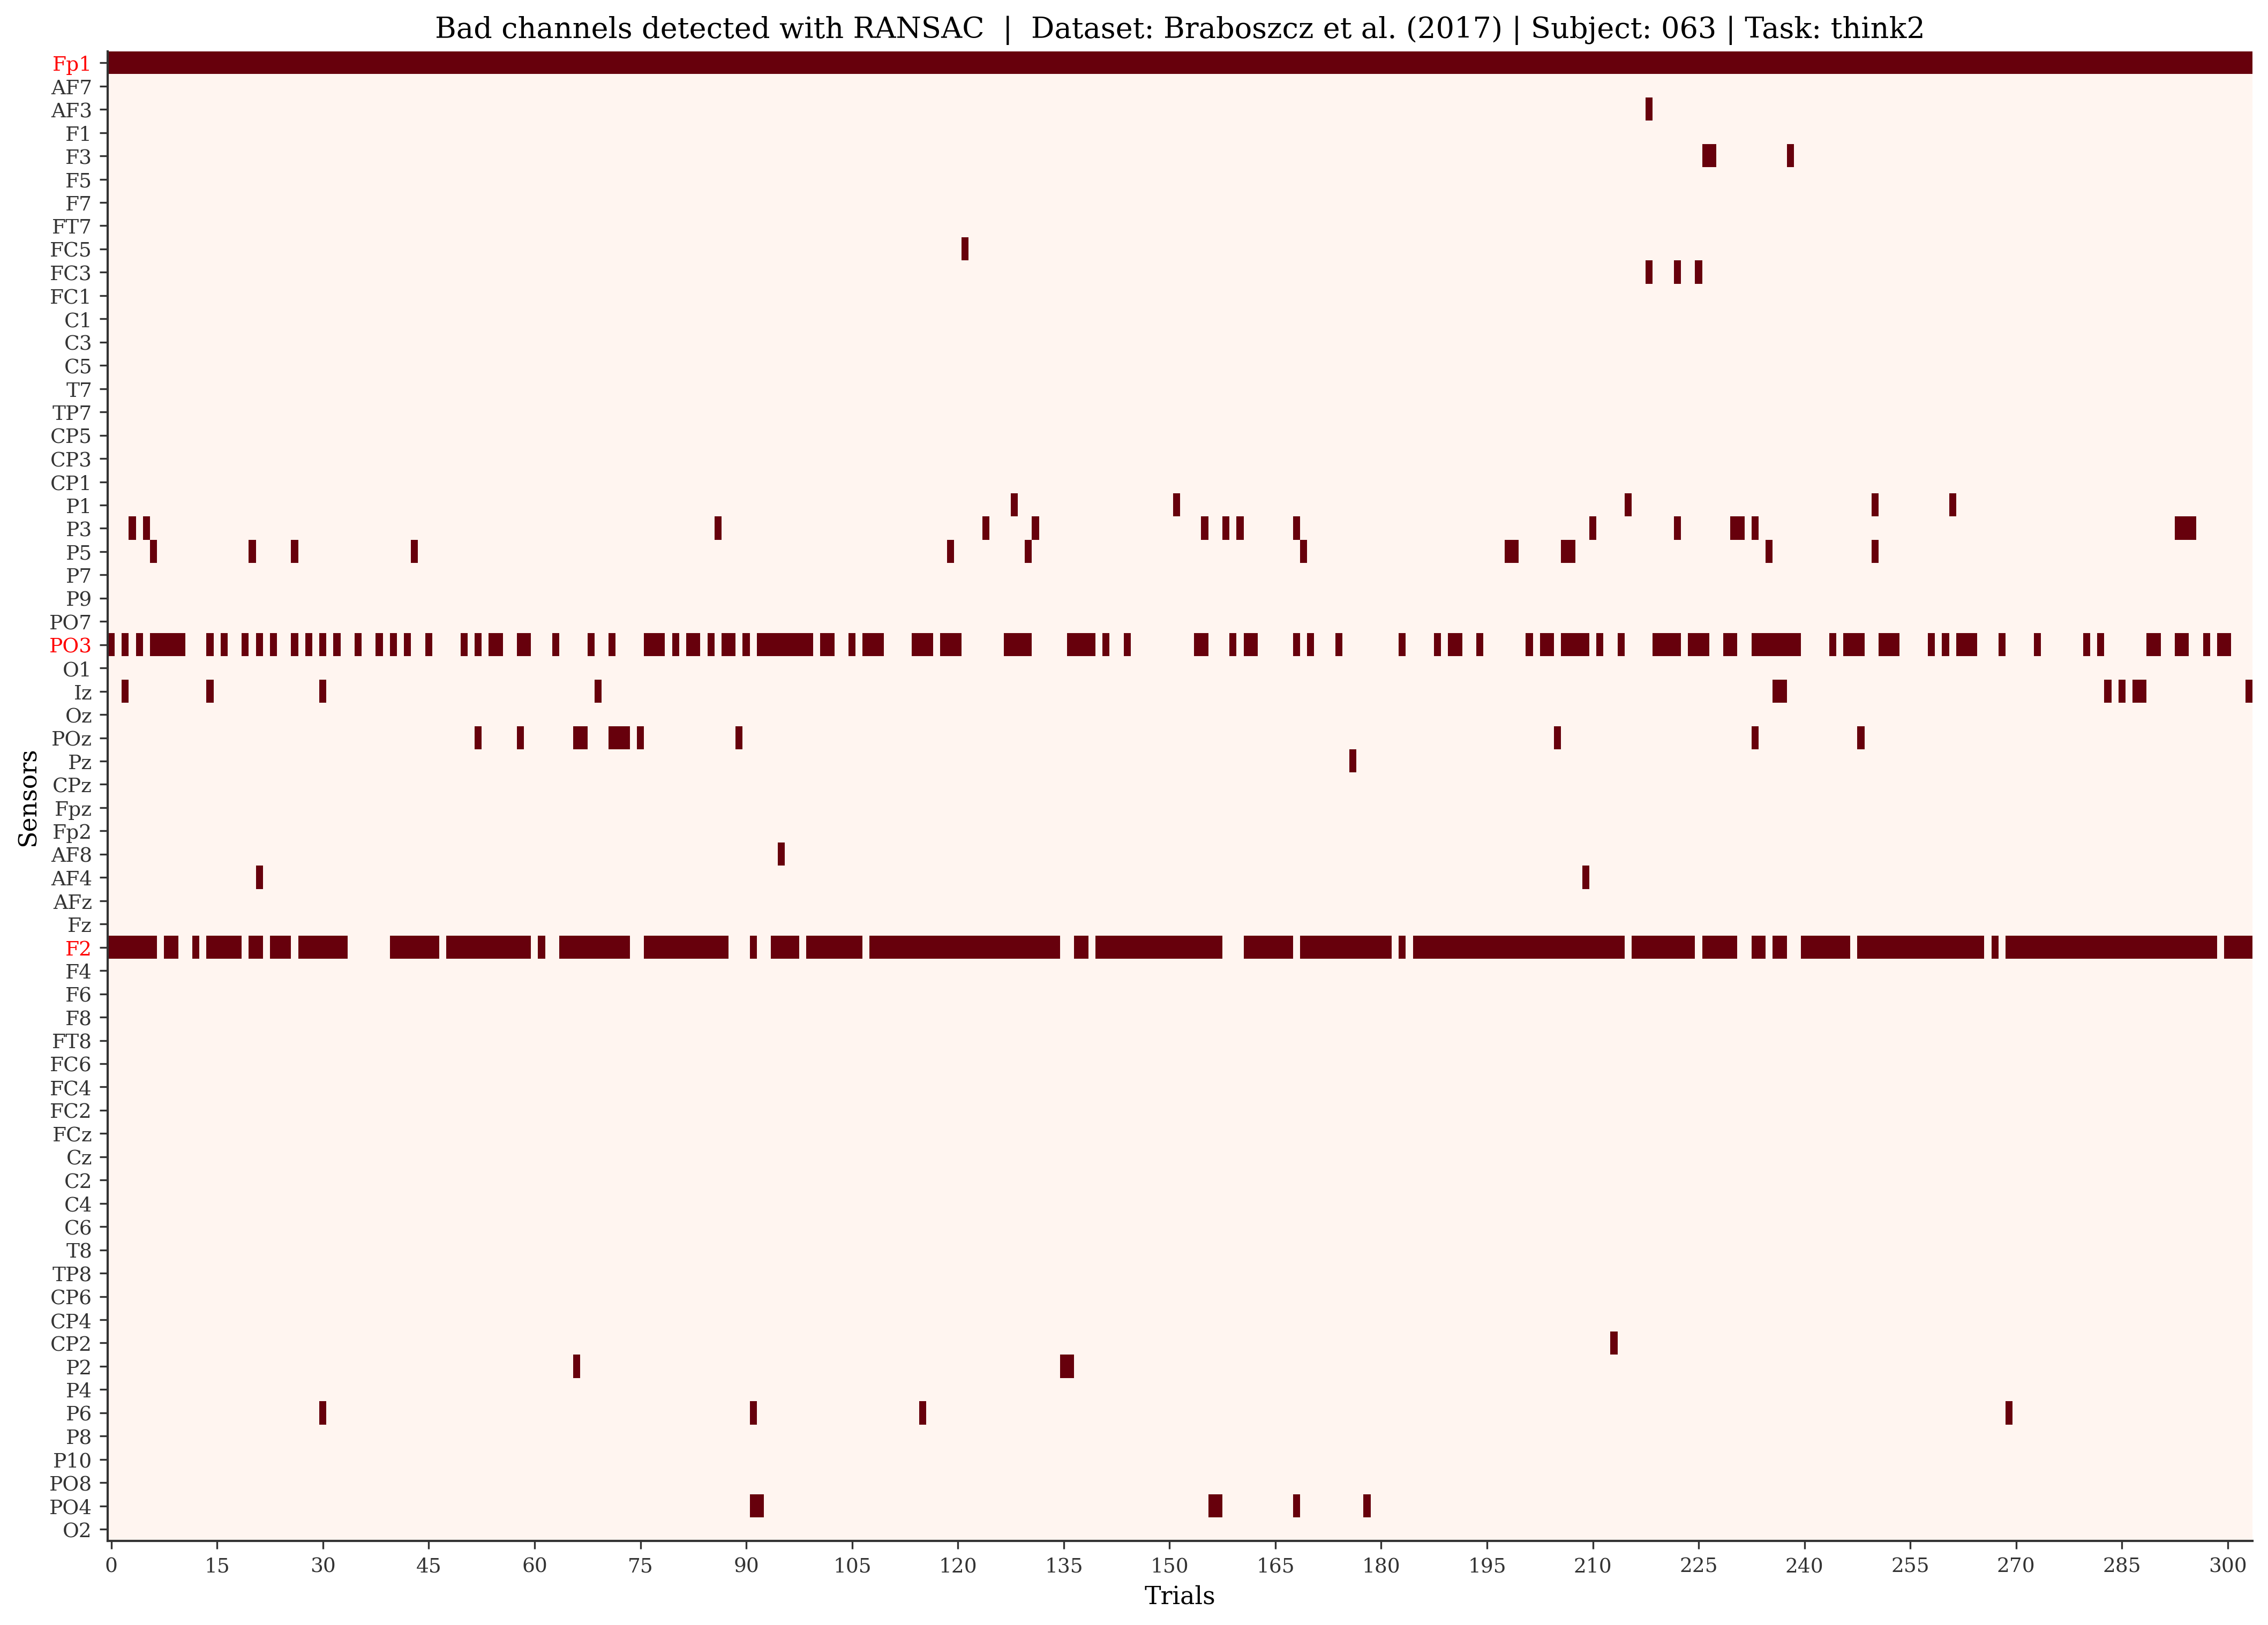 Bad channels detected with RANSAC | Dataset: Braboszcz et al. (2017) | Subject: 063 | Task: think2
Sensors
Fp1
AF7
AF3
F1
F3
F5
F7
FT7
FC5
FC3
FC1
C1
C3
C5
T7
TP7
CP5
CP3
CP1
P1
P3
P5
P7
P9
PO7
PO3
O1
Iz
Oz
POz
Pz
CPz
Fpz
Fp2
AF8
AF4
AFz
Fz
F2
F4
F6
F8
FT8
FC6
FC4
FC2
FCz
Cz
C2
C4
C6
T8
TP8
CP6
CP4
CP2
P2
P4
P6
P8
P10
PO8
PO4
O2
0 15 30 45 60 75 90 105 120 135 150 165 180 195 210 225 240 255 270 285 300
Trials